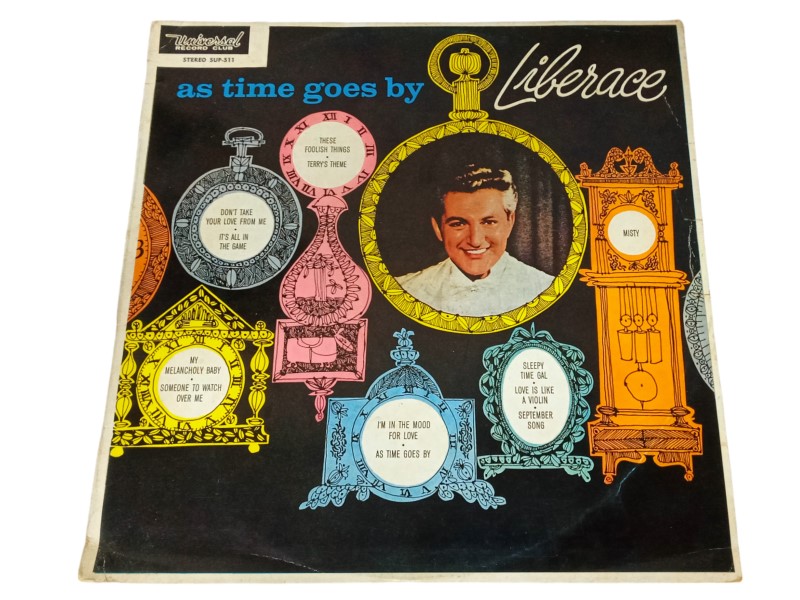 Universal
RECORD CLUB
STEREO SUP-311
as time goes by
Liberace
THESE
FOOLISH THINGS
•
TERRY'S THEME
DON'T TAKE
YOUR LOVE FROM ME
•
IT'S ALL IN
THE GAME
MISTY
MY
MELANCHOLY BABY
•
SOMEONE TO WATCH
OVER ME
I'M IN THE MOOD
FOR LOVE
•
AS TIME GOES BY
SLEEPY
TIME GAL
•
LOVE IS LIKE
A VIOLIN
•
SEPTEMBER
SONG